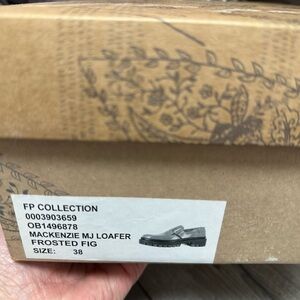 FP COLLECTION
0003903659
OB1496878
MACKENZIE MJ LOAFER
FROSTED FIG
SIZE: 38